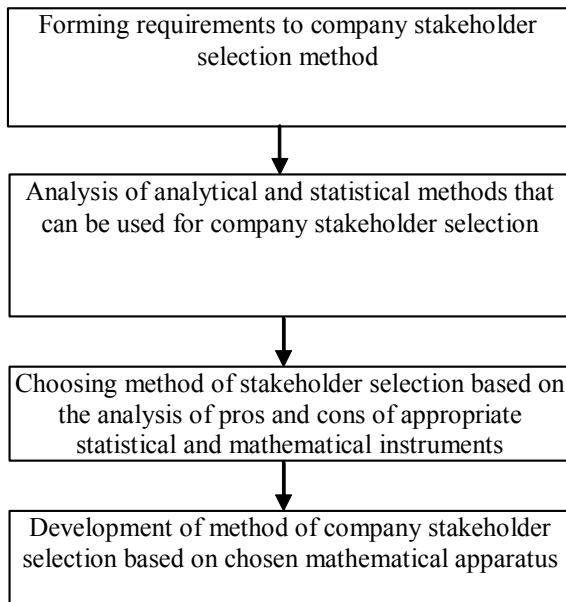 Forming requirements to company stakeholder
selection method
Analysis of analytical and statistical methods that
can be used for company stakeholder selection
Choosing method of stakeholder selection based on
the analysis of pros and cons of appropriate
statistical and mathematical instruments
Development of method of company stakeholder
selection based on chosen mathematical apparatus